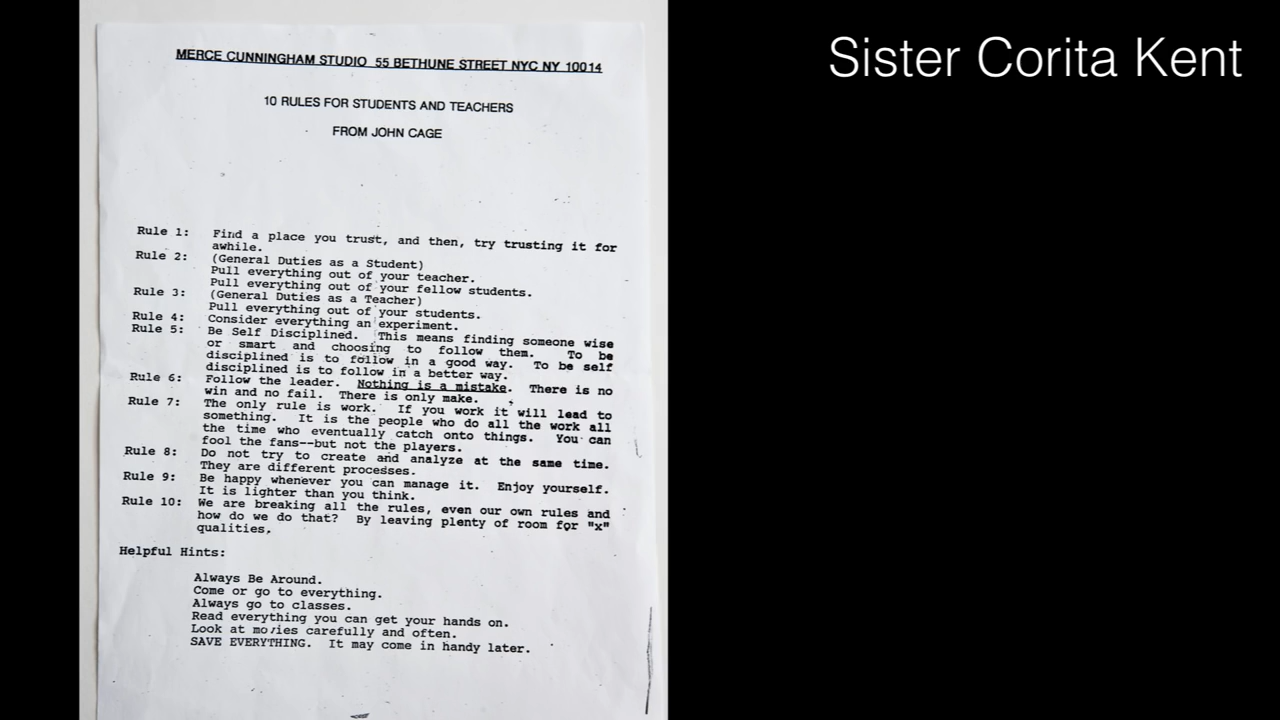 Sister Corita Kent
MERCE CUNNINGHAM STUDIO 55 BETHUNE STREET NYC NY 10014
10 RULES FOR STUDENTS AND TEACHERS
FROM JOHN CAGE
Rule 1: Find a place you trust, and then, try trusting it for
awhile.
Rule 2: (General Duties as a Student)
Pull everything out of your teacher.
Pull everything out of your fellow students.
Rule 3: (General Duties as a Teacher)
Pull everything out of your students.
Rule 4: Consider everything an experiment.
Rule 5: Be Self Disciplined. This means finding someone wise
or smart and choosing to follow them. To be
disciplined is to follow in a good way. To be self
disciplined is to follow in a better way.
Rule 6: Follow the leader. Nothing is a mistake. There is no
win and no fail. There is only make.
Rule 7: The only rule is work. If you work it will lead to
something. It is the people who do all the work all
the time who eventually catch onto things. You can
fool the fans--but not the players.
Rule 8: Do not try to create and analyze at the same time.
They are different processes.
Rule 9: Be happy whenever you can manage it. Enjoy yourself.
It is lighter than you think.
Rule 10: We are breaking all the rules, even our own rules and
how do we do that? By leaving plenty of room for "x"
qualities.
Helpful Hints:
Always Be Around.
Come or go to everything.
Always go to classes.
Read everything you can get your hands on.
Look at movies carefully and often.
SAVE EVERYTHING. It may come in handy later.